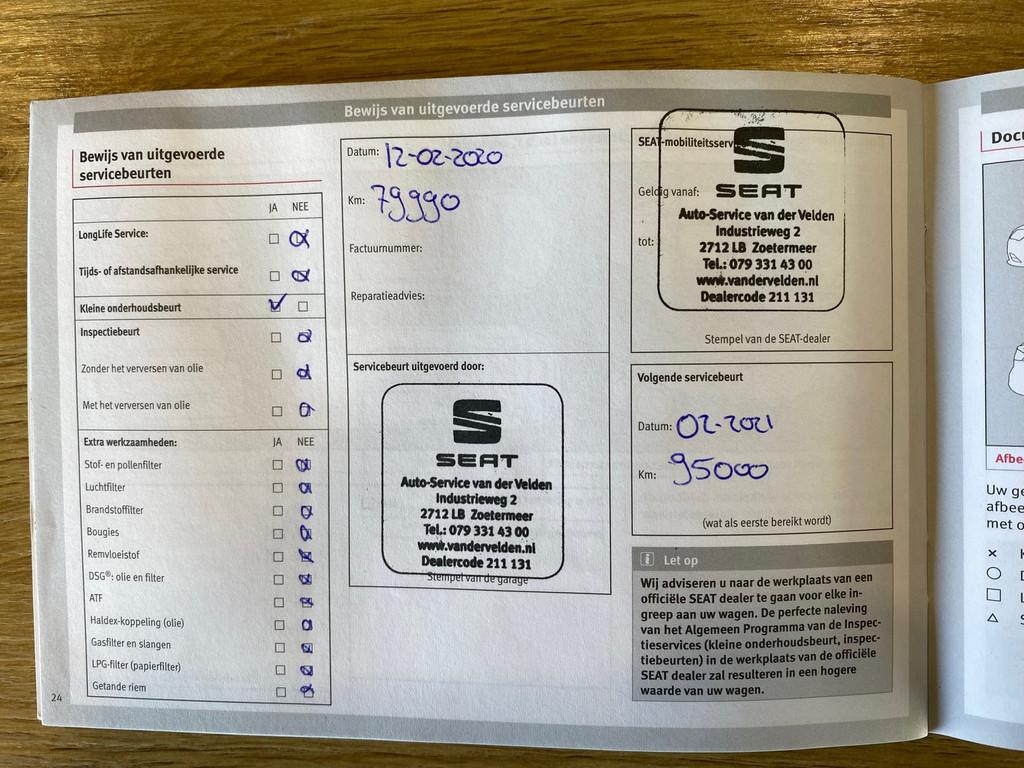 Bewijs van uitgevoerde servicebeurten
Bewijs van uitgevoerde
servicebeurten
JA NEE
LongLife Service:
Tijds- of afstandsafhankelijke service
Kleine onderhoudsbeurt
Inspectiebeurt
Zonder het verversen van olie
Met het verversen van olie
Extra werkzaamheden: JA NEE
Stof- en pollenfilter
Luchtfilter
Brandstoffilter
Bougies
Remvloeistof
DSG®: olie en filter
ATF
Haldex-koppeling (olie)
Gasfilter en slangen
LPG-filter (papierfilter)
Getande riem
24
Datum: 12-02-2020
Km: 79990
Factuurnummer:
Reparatieadvies:
Servicebeurt uitgevoerd door:
SEAT
Auto-Service van der Velden
Industrieweg 2
2712 LB Zoetermeer
Tel.: 079 331 43 00
www.vandervelden.nl
Dealercode 211 131
Stempel van de garage
SEAT-mobiliteitsserv
Geldig vanaf:
tot:
SEAT
Auto-Service van der Velden
Industrieweg 2
2712 LB Zoetermeer
Tel.: 079 331 43 00
www.vandervelden.nl
Dealercode 211 131
Stempel van de SEAT-dealer
Volgende servicebeurt
Datum: 02-2021
Km: 95000
(wat als eerste bereikt wordt)
i Let op
Wij adviseren u naar de werkplaats van een
officiële SEAT dealer te gaan voor elke in-
greep aan uw wagen. De perfecte naleving
van het Algemeen Programma van de Inspec-
tieservices (kleine onderhoudsbeurt, inspec-
tiebeurten) in de werkplaats van de officiële
SEAT dealer zal resulteren in een hogere
waarde van uw wagen.
Doc
Afbe
Uw ge
afbee
met o